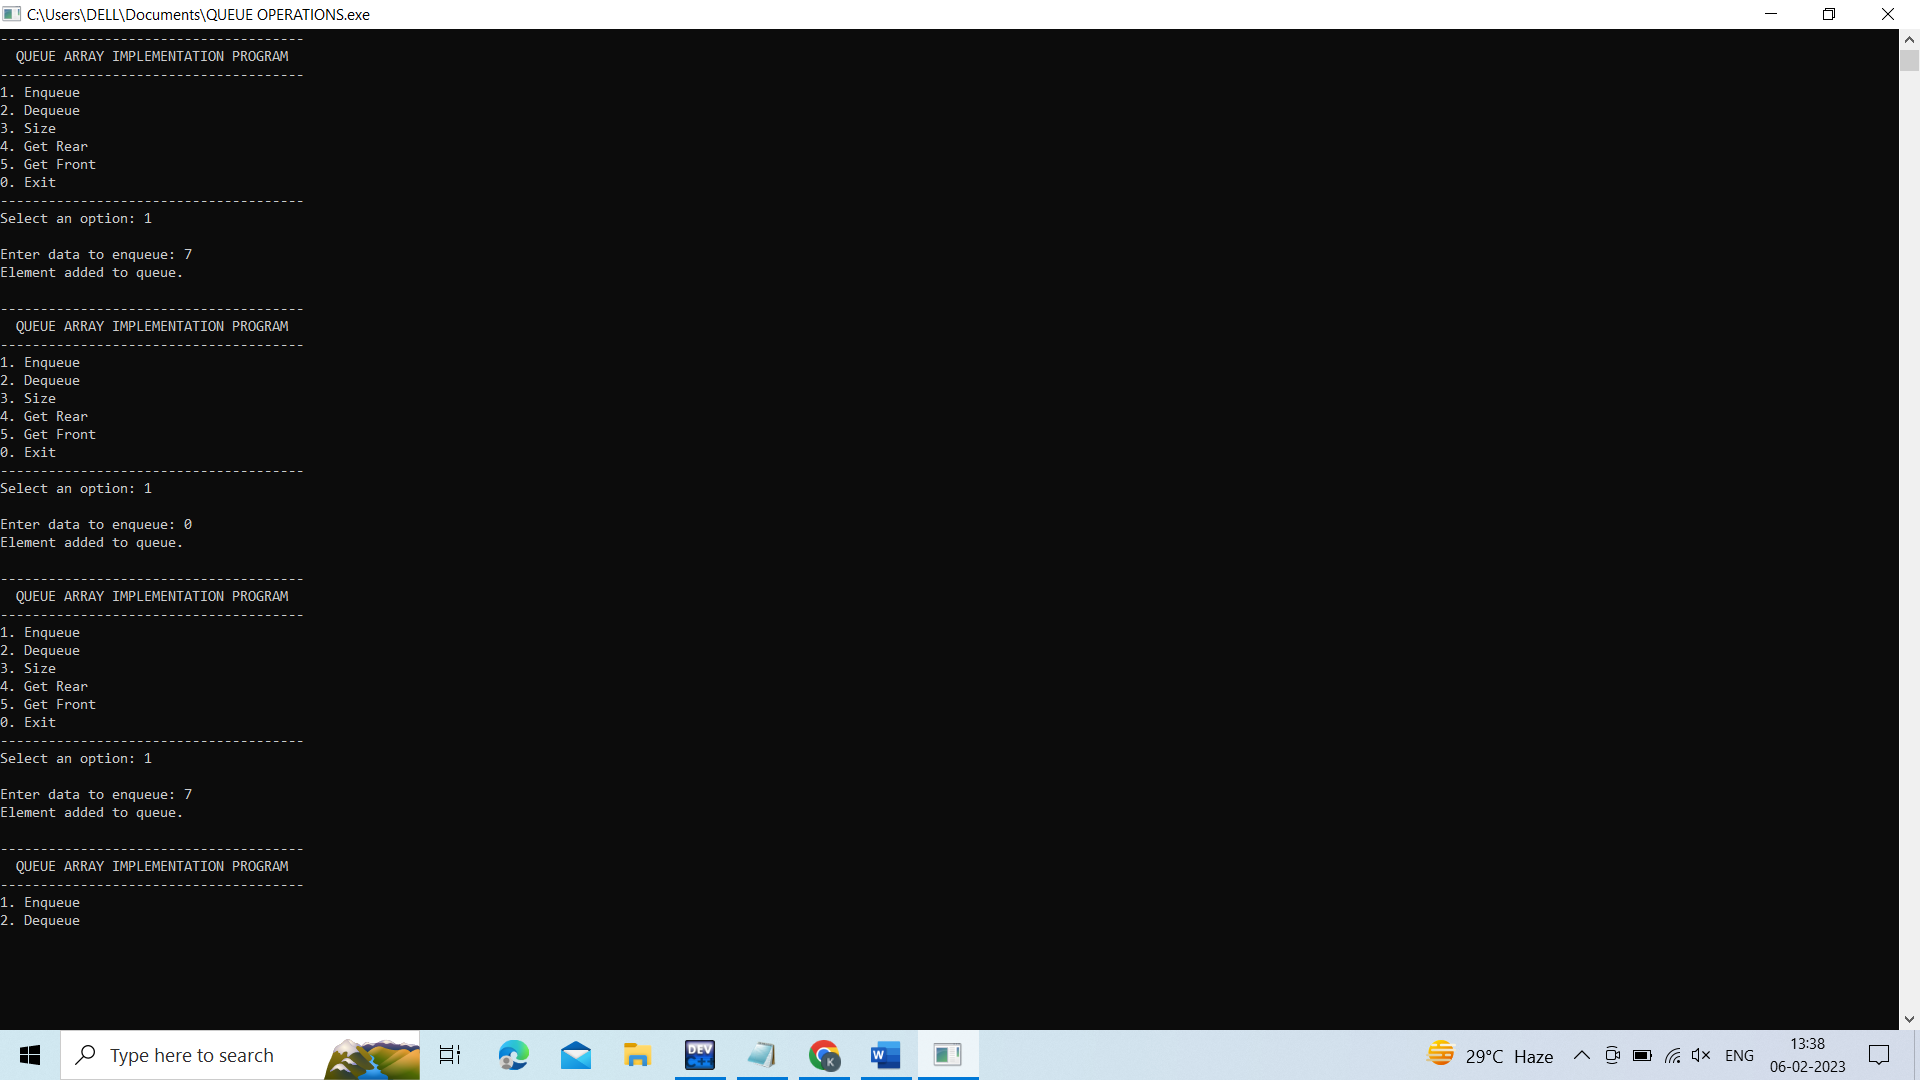 C:\Users\DELL\Documents\QUEUE OPERATIONS.exe
--------------------------------------
QUEUE ARRAY IMPLEMENTATION PROGRAM
--------------------------------------
1. Enqueue
2. Dequeue
3. Size
4. Get Rear
5. Get Front
0. Exit
--------------------------------------
Select an option: 1
Enter data to enqueue: 7
Element added to queue.
--------------------------------------
QUEUE ARRAY IMPLEMENTATION PROGRAM
--------------------------------------
1. Enqueue
2. Dequeue
3. Size
4. Get Rear
5. Get Front
0. Exit
--------------------------------------
Select an option: 1
Enter data to enqueue: 0
Element added to queue.
--------------------------------------
QUEUE ARRAY IMPLEMENTATION PROGRAM
--------------------------------------
1. Enqueue
2. Dequeue
3. Size
4. Get Rear
5. Get Front
0. Exit
--------------------------------------
Select an option: 1
Enter data to enqueue: 7
Element added to queue.
--------------------------------------
QUEUE ARRAY IMPLEMENTATION PROGRAM
--------------------------------------
1. Enqueue
2. Dequeue
Type here to search
DEV C++
K
W
29°C Haze
ENG
13:38
06-02-2023